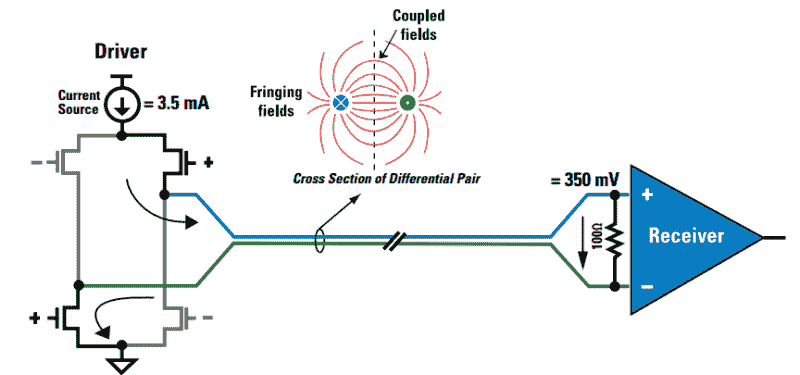 Coupled
fields
Driver
Current
Source
= 3.5 mA
Fringing
fields
− +
Cross Section of Differential Pair
= 350 mV
+
100Ω
Receiver
−
+ −